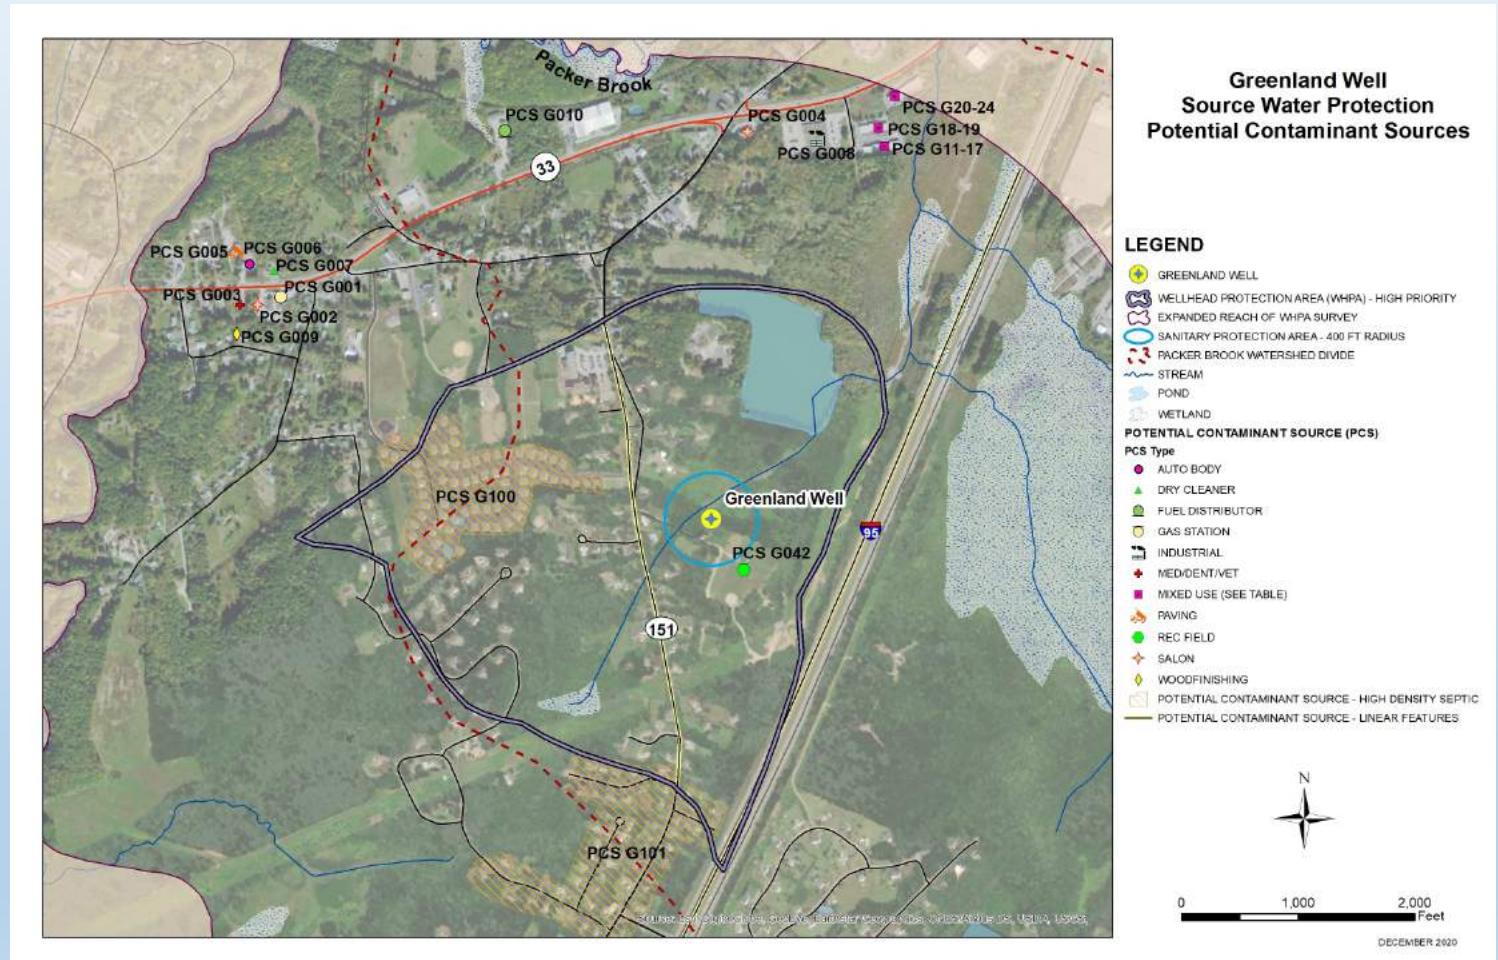 Greenland Well
Source Water Protection
Potential Contaminant Sources
Packer Brook
PCS G010
33
PCS G004
PCS G008
PCS G20-24
PCS G18-19
PCS G11-17
PCS G005
PCS G006
PCS G007
PCS G003
PCS G001
PCS G002
PCS G009
PCS G100
Greenland Well
95
PCS G042
151
PCS G101
LEGEND
GREENLAND WELL
WELLHEAD PROTECTION AREA (WHPA) - HIGH PRIORITY
EXPANDED REACH OF WHPA SURVEY
SANITARY PROTECTION AREA - 400 FT RADIUS
PACKER BROOK WATERSHED DIVIDE
STREAM
POND
WETLAND
POTENTIAL CONTAMINANT SOURCE (PCS)
PCS Type
AUTO BODY
DRY CLEANER
FUEL DISTRIBUTOR
GAS STATION
INDUSTRIAL
MED/DENT/VET
MIXED USE (SEE TABLE)
PAVING
REC FIELD
SALON
WOODFINISHING
POTENTIAL CONTAMINANT SOURCE - HIGH DENSITY SEPTIC
POTENTIAL CONTAMINANT SOURCE - LINEAR FEATURES
N
0 1,000 2,000
Feet
DECEMBER 2020